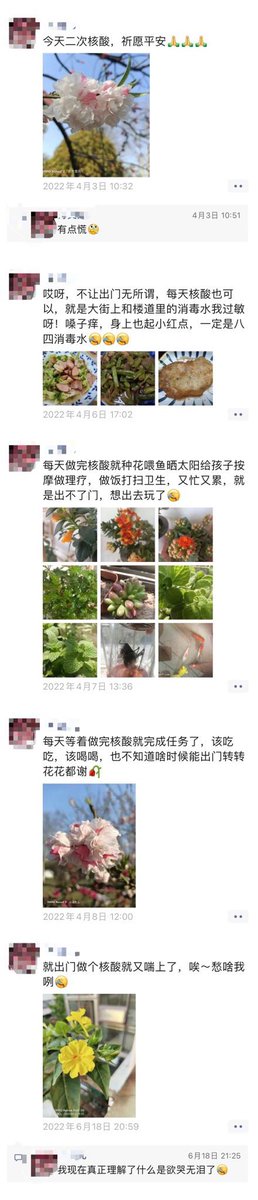 今天二次核酸，祈愿平安🙏🙏🙏
2022年4月3日 10:32
4月3日 10:51
有点慌
哎呀，不让出门无所谓，每天核酸也可
以，就是大街上和楼道里的消毒水我过敏
呀！嗓子痒，身上也起小红点，一定是八
四消毒水
2022年4月6日 17:02
每天做完核酸就种花喂鱼晒太阳给孩子按
摩做理疗，做饭打扫卫生，又忙又累，就
是出不了门，想出去玩了
2022年4月7日 13:36
每天等着做完核酸就完成任务了，该吃
吃，该喝喝，也不知道啥时候能出门转转
花花都谢🥀
2022年4月8日 12:00
就出门做个核酸就又喘上了，唉～愁啥我
咧
2022年6月18日 20:59
6月18日 21:25
我现在真正理解了什么是欲哭无泪了